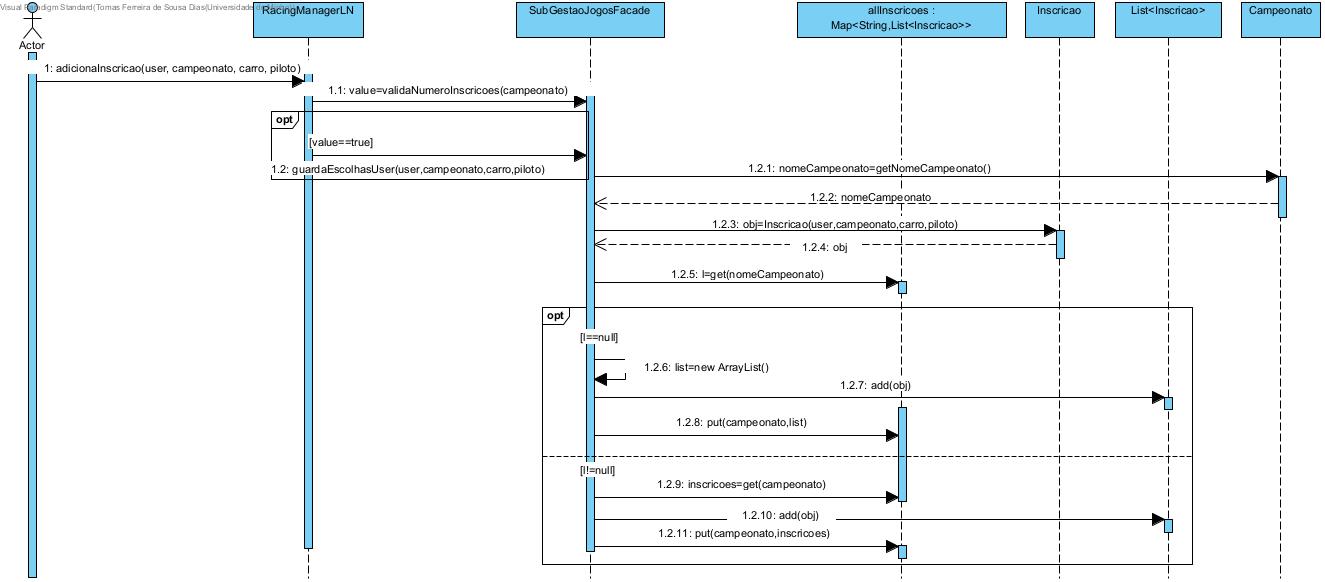 Visual Paradigm Standard(Tomas Ferreira de Sousa Dias(Universidade
RacingManagerLN
SubGestaoJogosFacade
allInscricoes :
Map<String,List<Inscricao>>
Inscricao
List<Inscricao>
Campeonato
Actor
1: adicionaInscricao(user, campeonato, carro, piloto)
1.1: value=validaNumeroInscricoes(campeonato)
opt
[value==true]
1.2: guardaEscolhasUser(user,campeonato,carro,piloto)
1.2.1: nomeCampeonato=getNomeCampeonato()
1.2.2: nomeCampeonato
1.2.3: obj=Inscricao(user,campeonato,carro,piloto)
1.2.4: obj
1.2.5: l=get(nomeCampeonato)
opt
[l==null]
1.2.6: list=new ArrayList()
1.2.7: add(obj)
1.2.8: put(campeonato,list)
[l!=null]
1.2.9: inscricoes=get(campeonato)
1.2.10: add(obj)
1.2.11: put(campeonato,inscricoes)